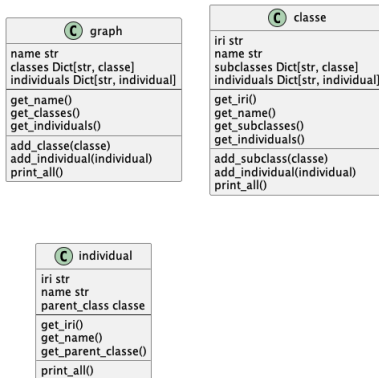 C graph
name str
classes Dict[str, classe]
individuals Dict[str, individual]
get_name()
get_classes()
get_individuals()
add_classe(classe)
add_individual(individual)
print_all()
C classe
iri str
name str
subclasses Dict[str, classe]
individuals Dict[str, individual]
get_iri()
get_name()
get_subclasses()
get_individuals()
add_subclass(classe)
add_individual(individual)
print_all()
C individual
iri str
name str
parent_class classe
get_iri()
get_name()
get_parent_classe()
print_all()